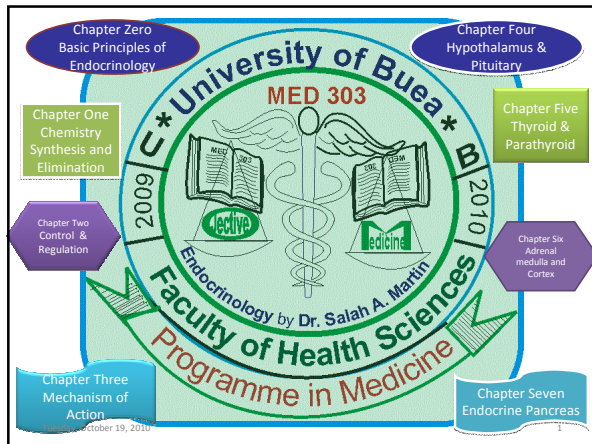 Chapter Zero
Basic Principles of
Endocrinology
Chapter Four
Hypothalamus &
Pituitary
Chapter One
Chemistry
Synthesis and
Elimination
Chapter Five
Thyroid &
Parathyroid
Chapter Two
Control &
Regulation
Chapter Six
Adrenal
medulla and
Cortex
Chapter Three
Mechanism of
Action
Chapter Seven
Endocrine Pancreas
U * University of Buea * B
MED 303
2009
2010
MED 303
MED 303
Elective
Medicine
Endocrinology by Dr. Salah A. Martin
Faculty of Health Sciences
Programme in Medicine
October 19, 2010
1